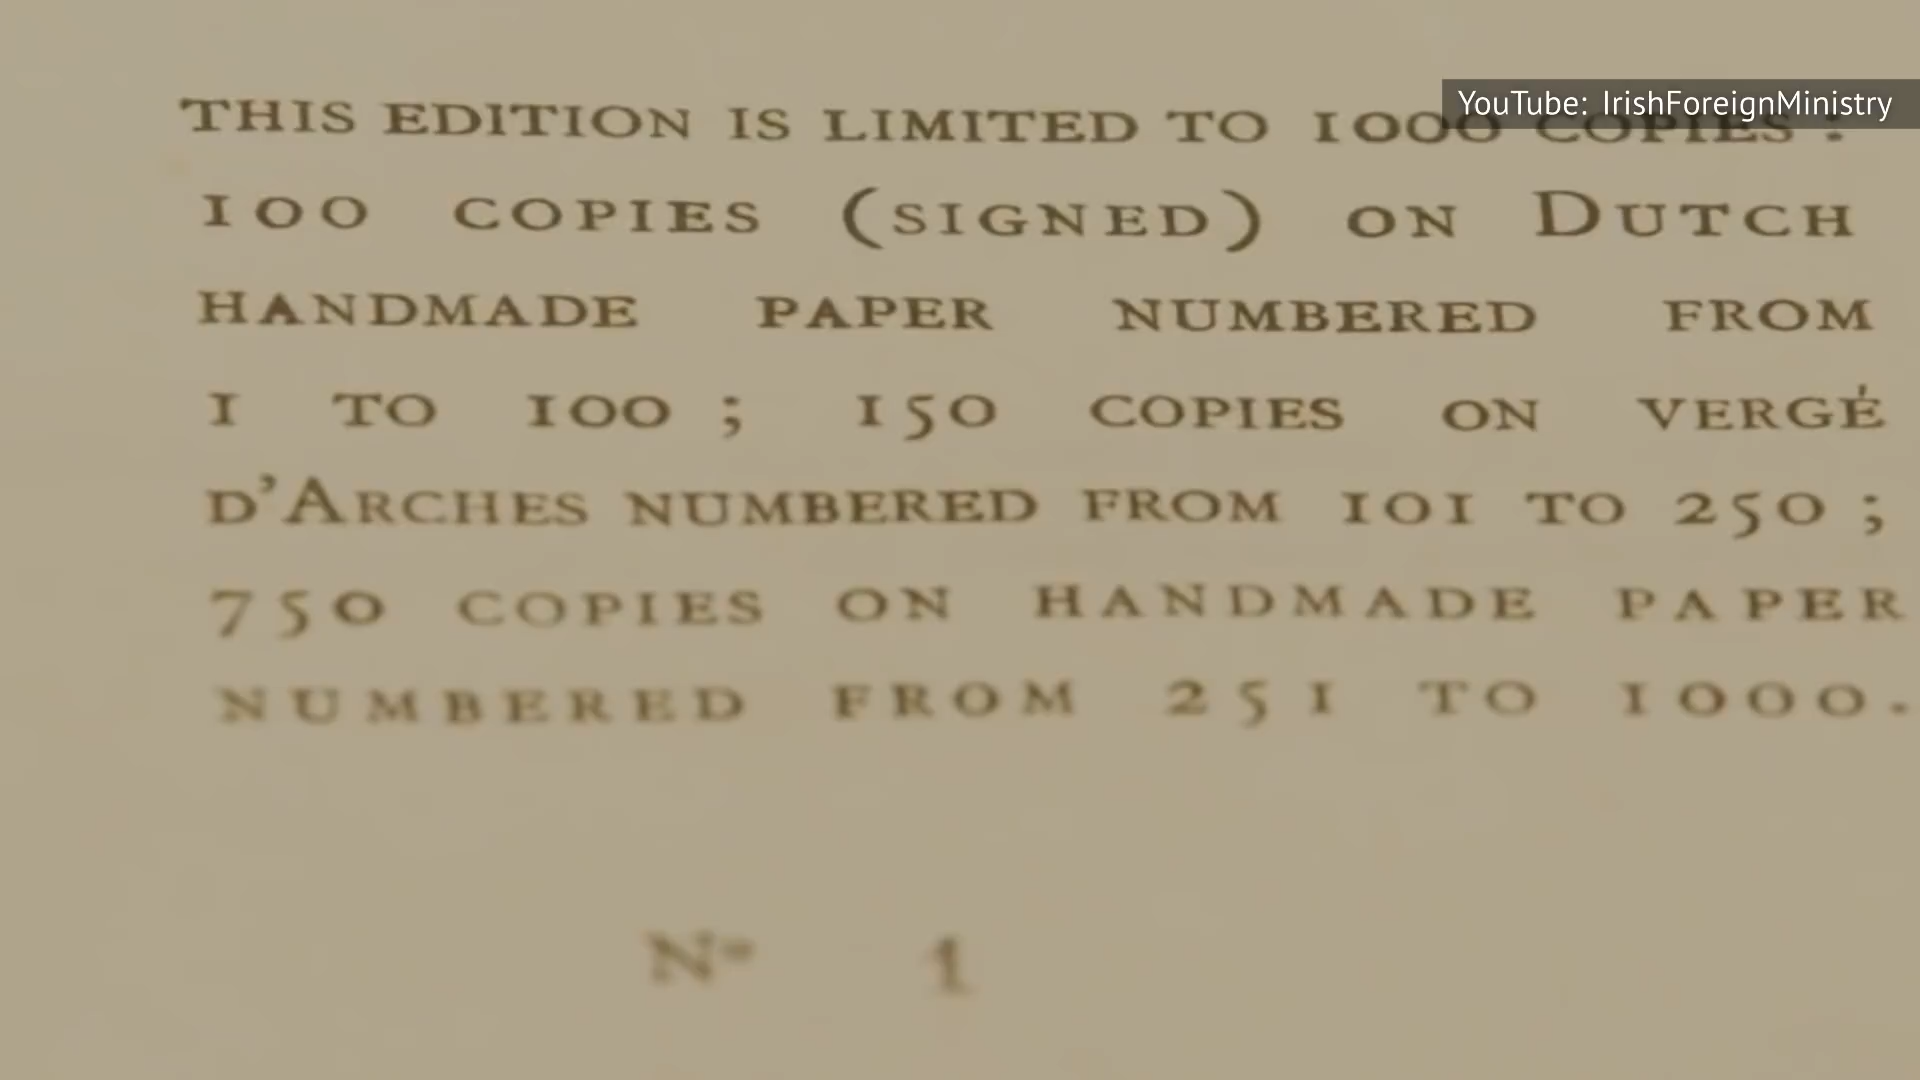 YouTube: IrishForeignMinistry
THIS EDITION IS LIMITED TO 1000 COPIES :
100 COPIES (SIGNED) ON DUTCH
HANDMADE PAPER NUMBERED FROM
1 TO 100 ; 150 COPIES ON VERGÉ
D'ARCHES NUMBERED FROM 101 TO 250 ;
750 COPIES ON HANDMADE PAPER
NUMBERED FROM 251 TO 1000.
Nº 1